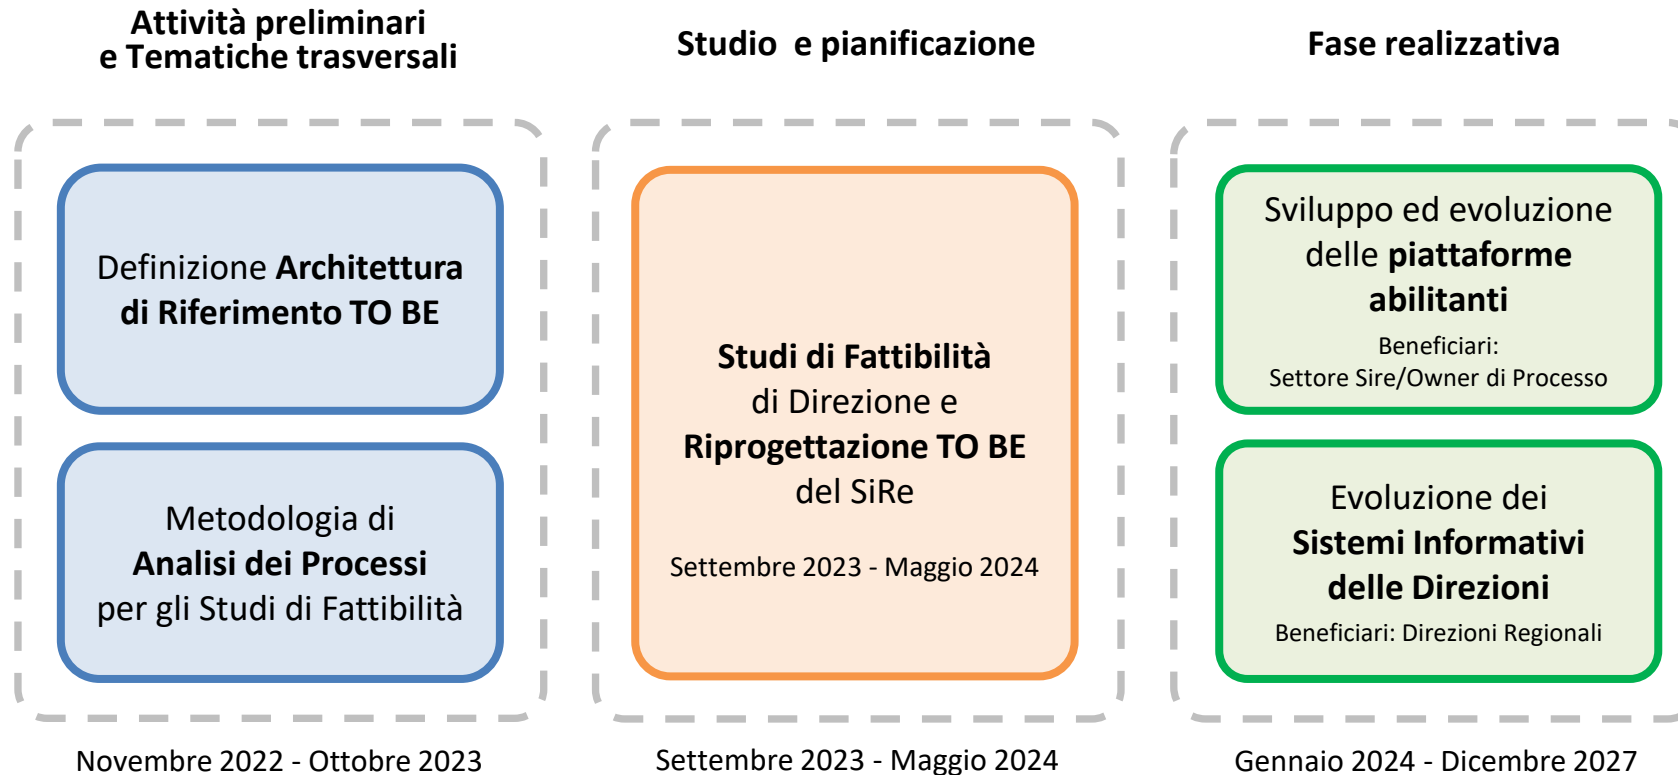 Attività preliminari
e Tematiche trasversali
Definizione Architettura
di Riferimento TO BE
Metodologia di
Analisi dei Processi
per gli Studi di Fattibilità
Novembre 2022 - Ottobre 2023
Studio e pianificazione
Studi di Fattibilità
di Direzione e
Riprogettazione TO BE
del SiRe
Settembre 2023 - Maggio 2024
Settembre 2023 - Maggio 2024
Fase realizzativa
Sviluppo ed evoluzione
delle piattaforme
abilitanti
Beneficiari:
Settore Sire/Owner di Processo
Evoluzione dei
Sistemi Informativi
delle Direzioni
Beneficiari: Direzioni Regionali
Gennaio 2024 - Dicembre 2027